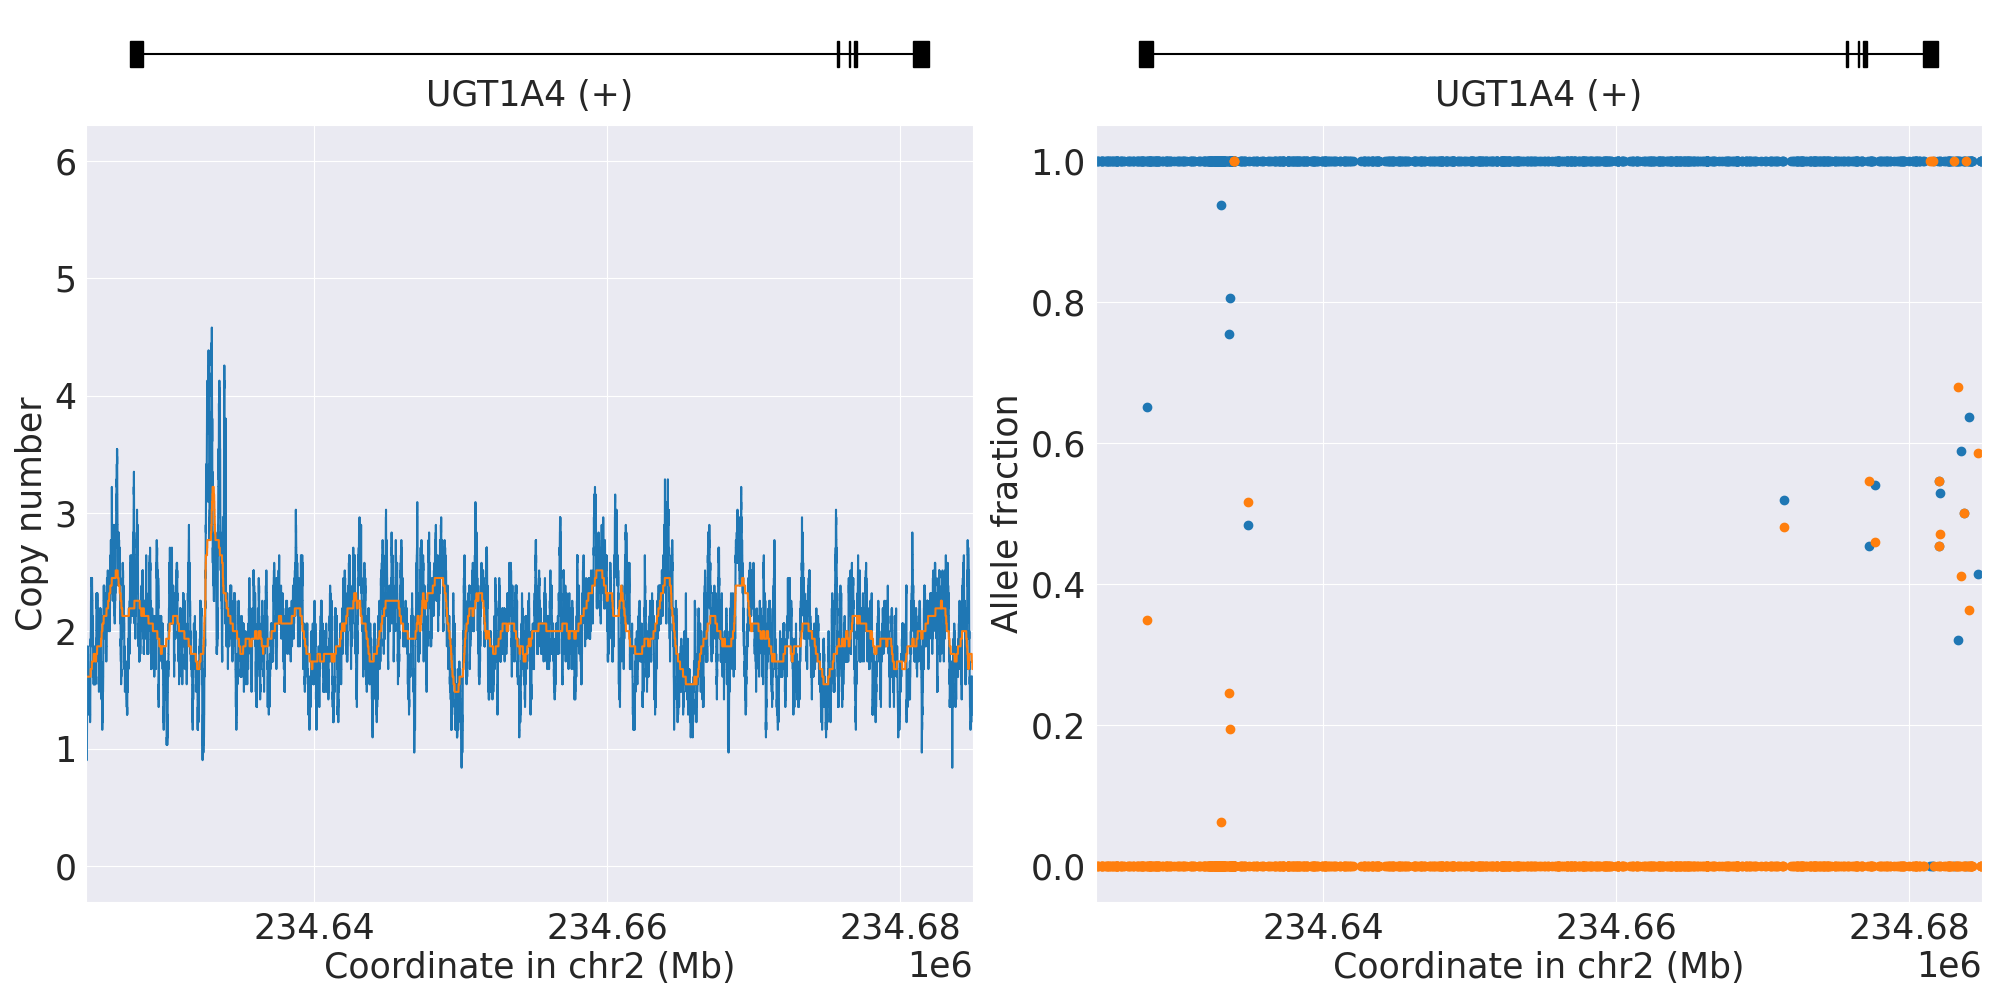 UGT1A4 (+)
6
5
4
3
2
1
0
Copy number
234.64
234.66
234.68
Coordinate in chr2 (Mb)
1e6
UGT1A4 (+)
1.0
0.8
0.6
0.4
0.2
0.0
Allele fraction
234.64
234.66
234.68
Coordinate in chr2 (Mb)
1e6